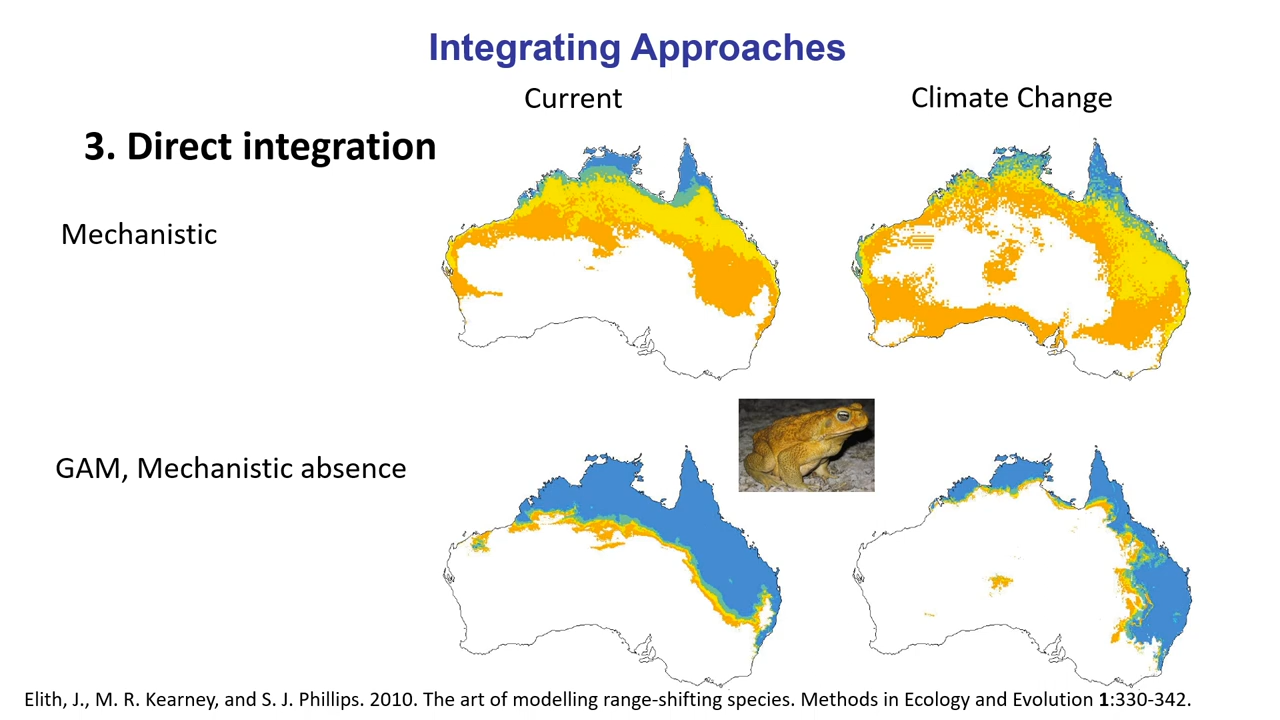 Integrating Approaches
Current
Climate Change
3. Direct integration
Mechanistic
GAM, Mechanistic absence
Elith, J., M. R. Kearney, and S. J. Phillips. 2010. The art of modelling range-shifting species. Methods in Ecology and Evolution 1:330-342.